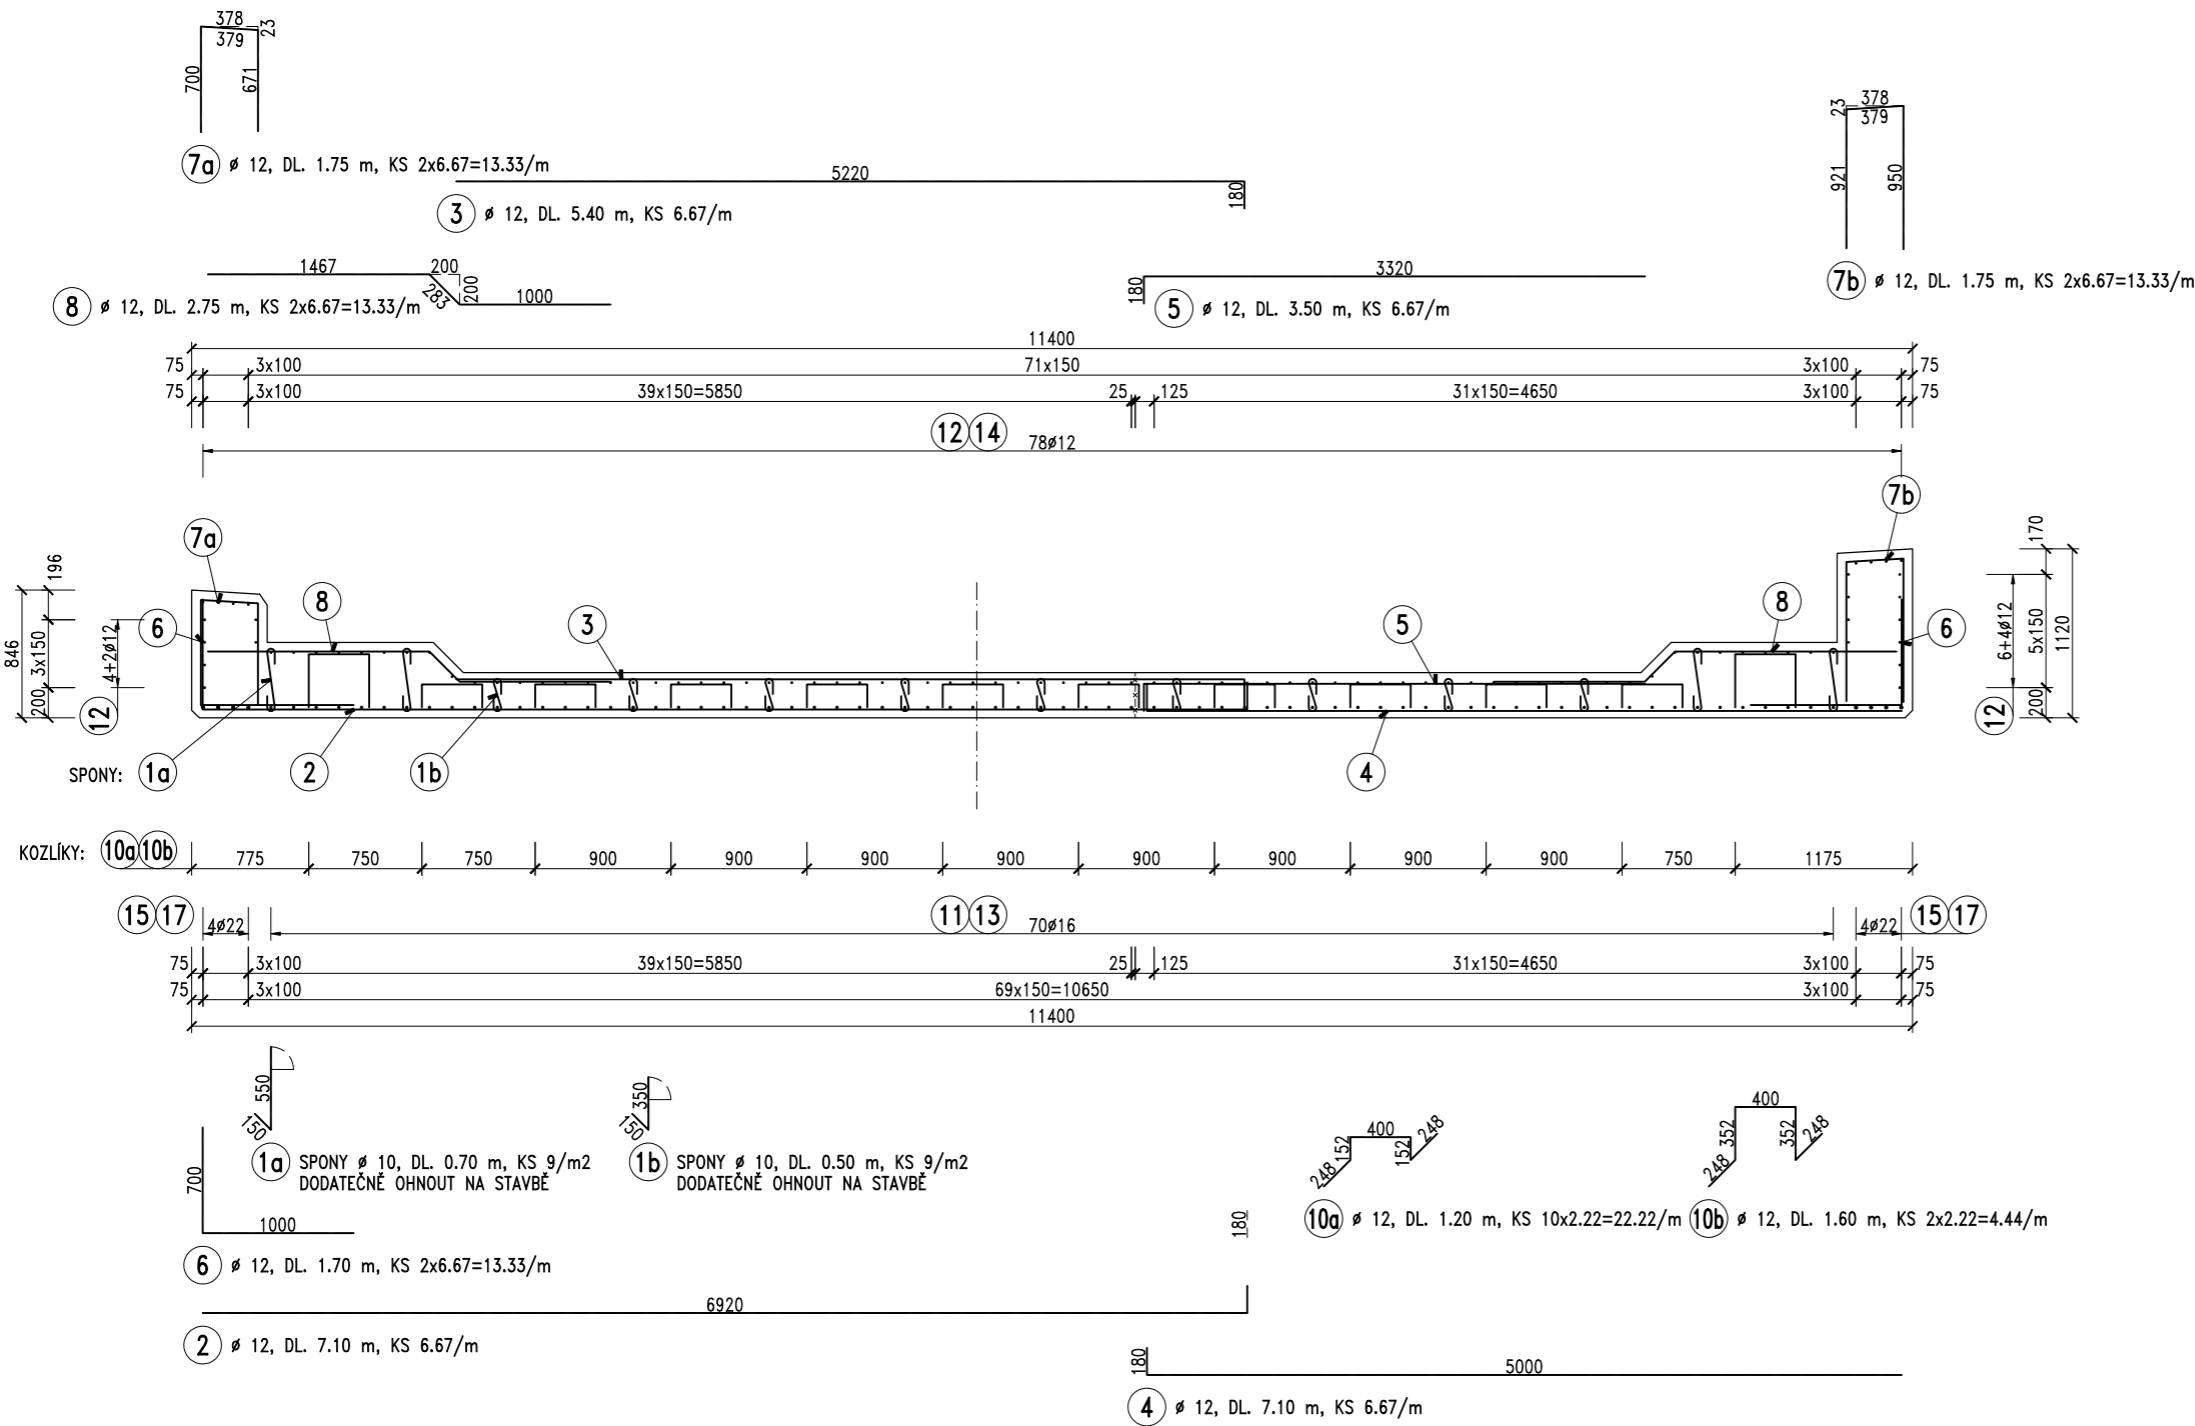 378
379
23
700
671
7a ø 12, DL. 1.75 m, KS 2x6.67=13.33/m
378
379
23
921
950
7b ø 12, DL. 1.75 m, KS 2x6.67=13.33/m
5220
180
3 ø 12, DL. 5.40 m, KS 6.67/m
1467
200
200
283
1000
8 ø 12, DL. 2.75 m, KS 2x6.67=13.33/m
3320
180
5 ø 12, DL. 3.50 m, KS 6.67/m
11400
75 3x100 71x150 3x100 75
75 3x100 39x150=5850 25 125 31x150=4650 3x100 75
12 14
78ø12
7b
7a
196
846
3x150
200
4+2ø12
12
6
8
3
5
8
6
170
1120
5x150
200
6+4ø12
12
SPONY: 1a
2
1b
4
KOZLÍKY: 10a 10b
775 750 750 900 900 900 900 900 900 900 900 750 1175
15 17
4ø22
11 13
70ø16
4ø22
15 17
75 3x100 39x150=5850 25 125 31x150=4650 3x100 75
75 3x100 69x150=10650 3x100 75
11400
550
150
1a SPONY ø 10, DL. 0.70 m, KS 9/m2
DODATEČNĚ OHNOUT NA STAVBĚ
350
150
1b SPONY ø 10, DL. 0.50 m, KS 9/m2
DODATEČNĚ OHNOUT NA STAVBĚ
400
152
152
248
248
10a ø 12, DL. 1.20 m, KS 10x2.22=22.22/m
400
352
352
248
248
10b ø 12, DL. 1.60 m, KS 2x2.22=4.44/m
700
1000
6 ø 12, DL. 1.70 m, KS 2x6.67=13.33/m
180
6920
2 ø 12, DL. 7.10 m, KS 6.67/m
180
5000
4 ø 12, DL. 7.10 m, KS 6.67/m